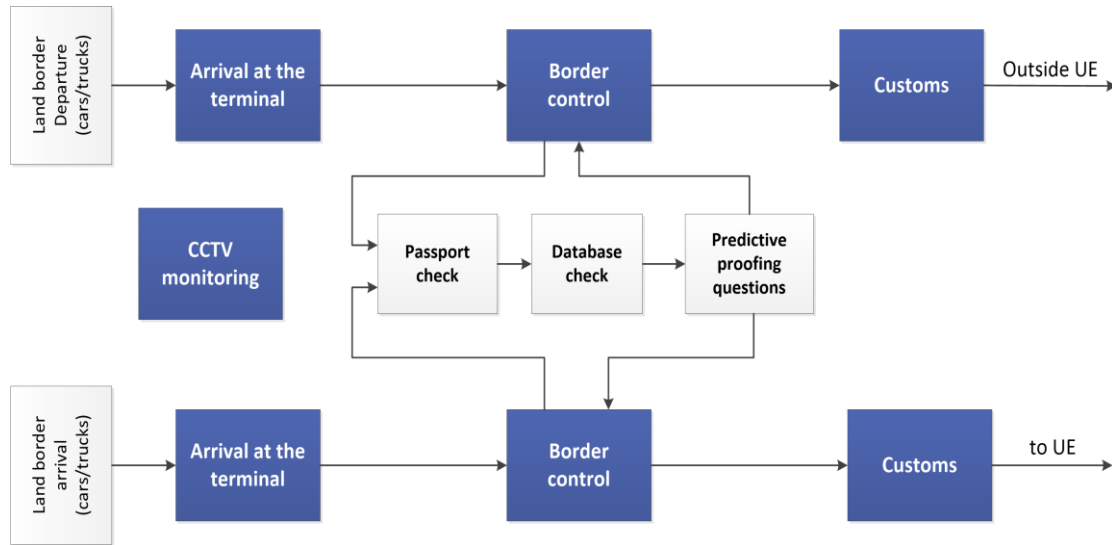 Land border
Departure
(cars/trucks)
Arrival at the
terminal
Border
control
Customs
Outside UE
CCTV
monitoring
Passport
check
Database
check
Predictive
proofing
questions
Land border
arrival
(cars/trucks)
Arrival at the
terminal
Border
control
Customs
to UE